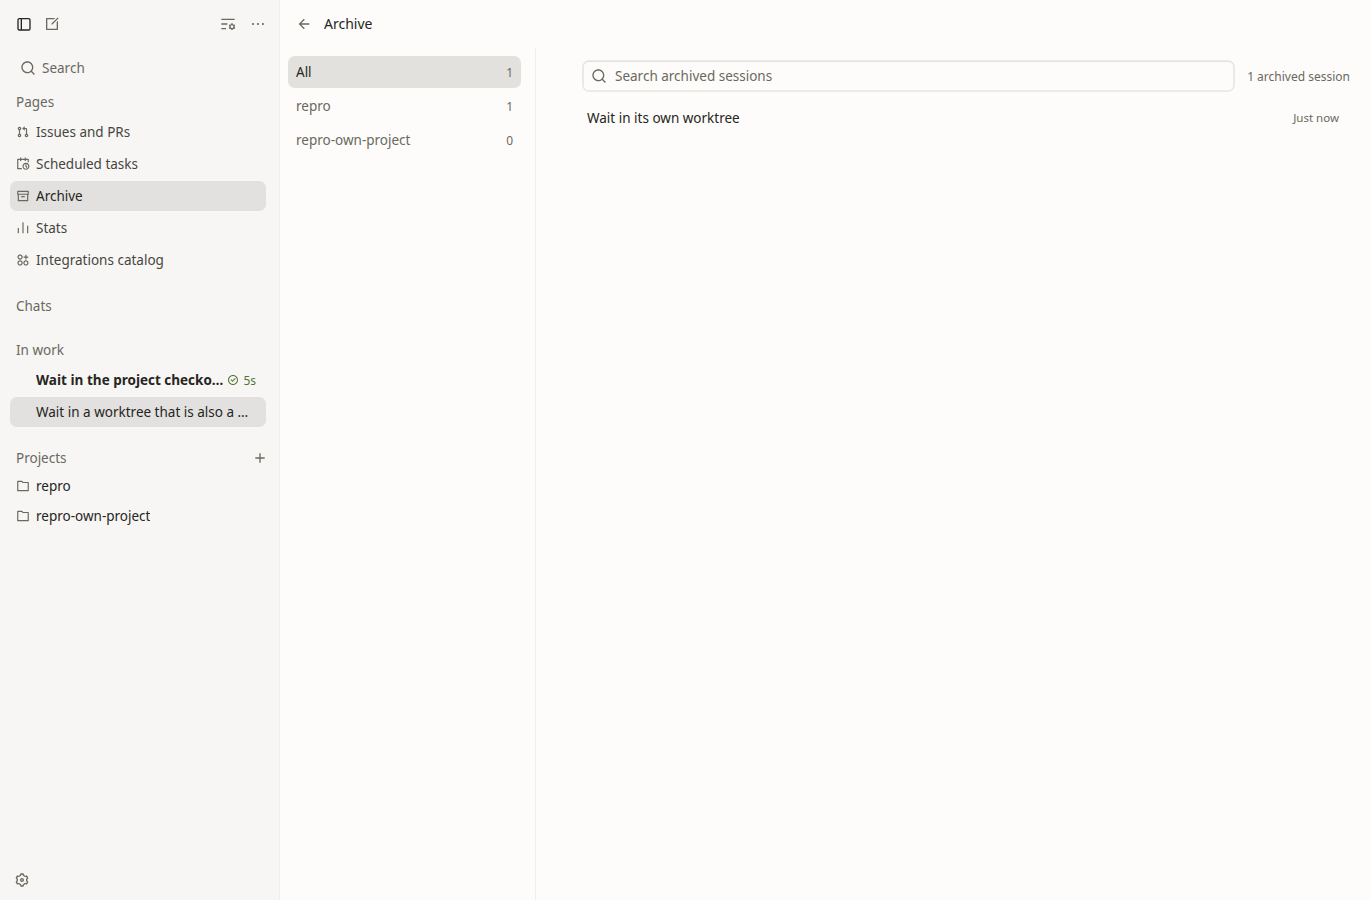 Archive
Search
Pages
Issues and PRs
Scheduled tasks
Archive
Stats
Integrations catalog
Chats
In work
Wait in the project checko... 5s
Wait in a worktree that is also a ...
Projects
repro
repro-own-project
All 1
repro 1
repro-own-project 0
Search archived sessions
1 archived session
Wait in its own worktree
Just now